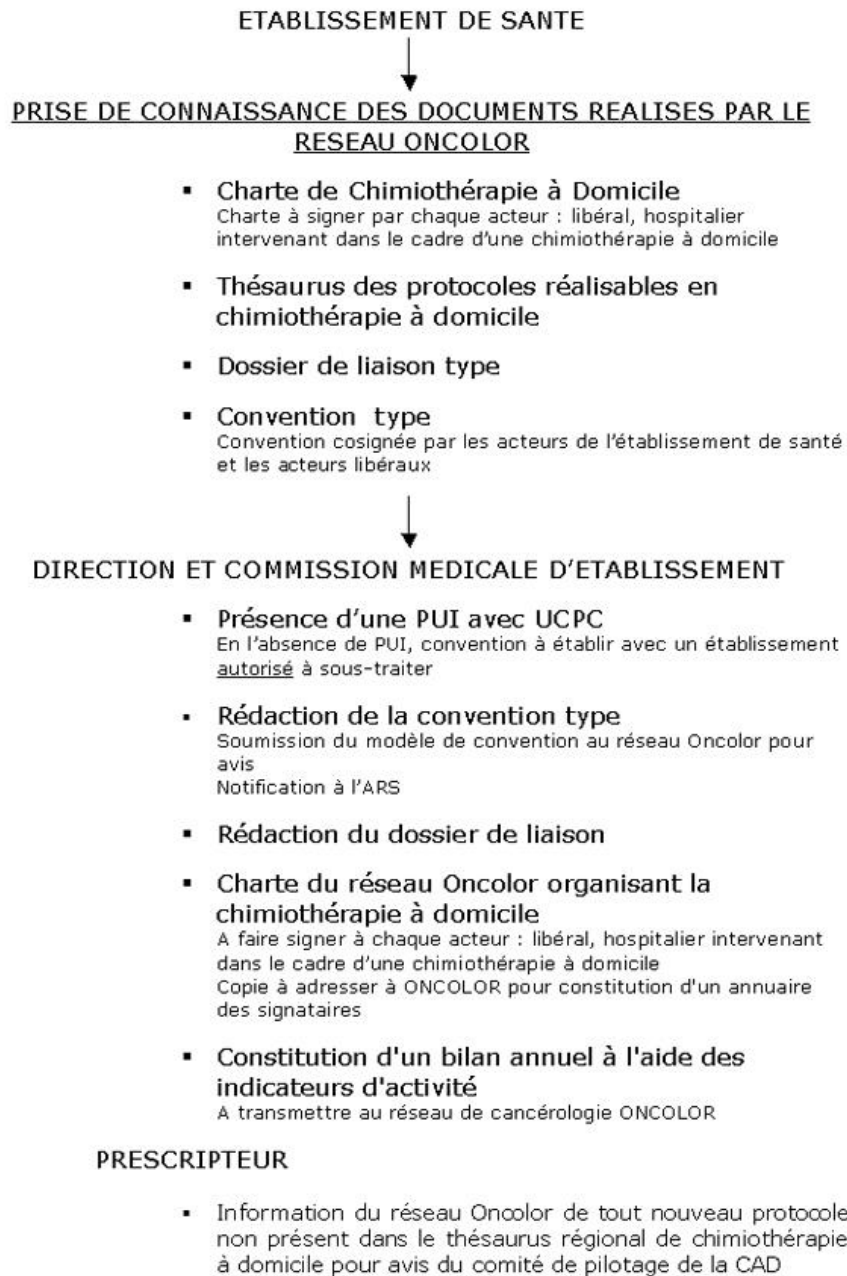 ETABLISSEMENT DE SANTE
PRISE DE CONNAISSANCE DES DOCUMENTS REALISES PAR LE
RESEAU ONCOLOR
▪ Charte de Chimiothérapie à Domicile
Charte à signer par chaque acteur : libéral, hospitalier
intervenant dans le cadre d’une chimiothérapie à domicile
▪ Thésaurus des protocoles réalisables en
chimiothérapie à domicile
▪ Dossier de liaison type
▪ Convention type
Convention cosignée par les acteurs de l’établissement de santé
et les acteurs libéraux
DIRECTION ET COMMISSION MEDICALE D’ETABLISSEMENT
▪ Présence d’une PUI avec UCPC
En l’absence de PUI, convention à établir avec un établissement
autorisé à sous-traiter
▪ Rédaction de la convention type
Soumission du modèle de convention au réseau Oncolor pour
avis
Notification à l’ARS
▪ Rédaction du dossier de liaison
▪ Charte du réseau Oncolor organisant la
chimiothérapie à domicile
A faire signer à chaque acteur : libéral, hospitalier intervenant
dans le cadre d’une chimiothérapie à domicile
Copie à adresser à ONCOLOR pour constitution d'un annuaire
des signataires
▪ Constitution d'un bilan annuel à l'aide des
indicateurs d'activité
A transmettre au réseau de cancérologie ONCOLOR
PRESCRIPTEUR
▪ Information du réseau Oncolor de tout nouveau protocole
non présent dans le thésaurus régional de chimiothérapie
à domicile pour avis du comité de pilotage de la CAD